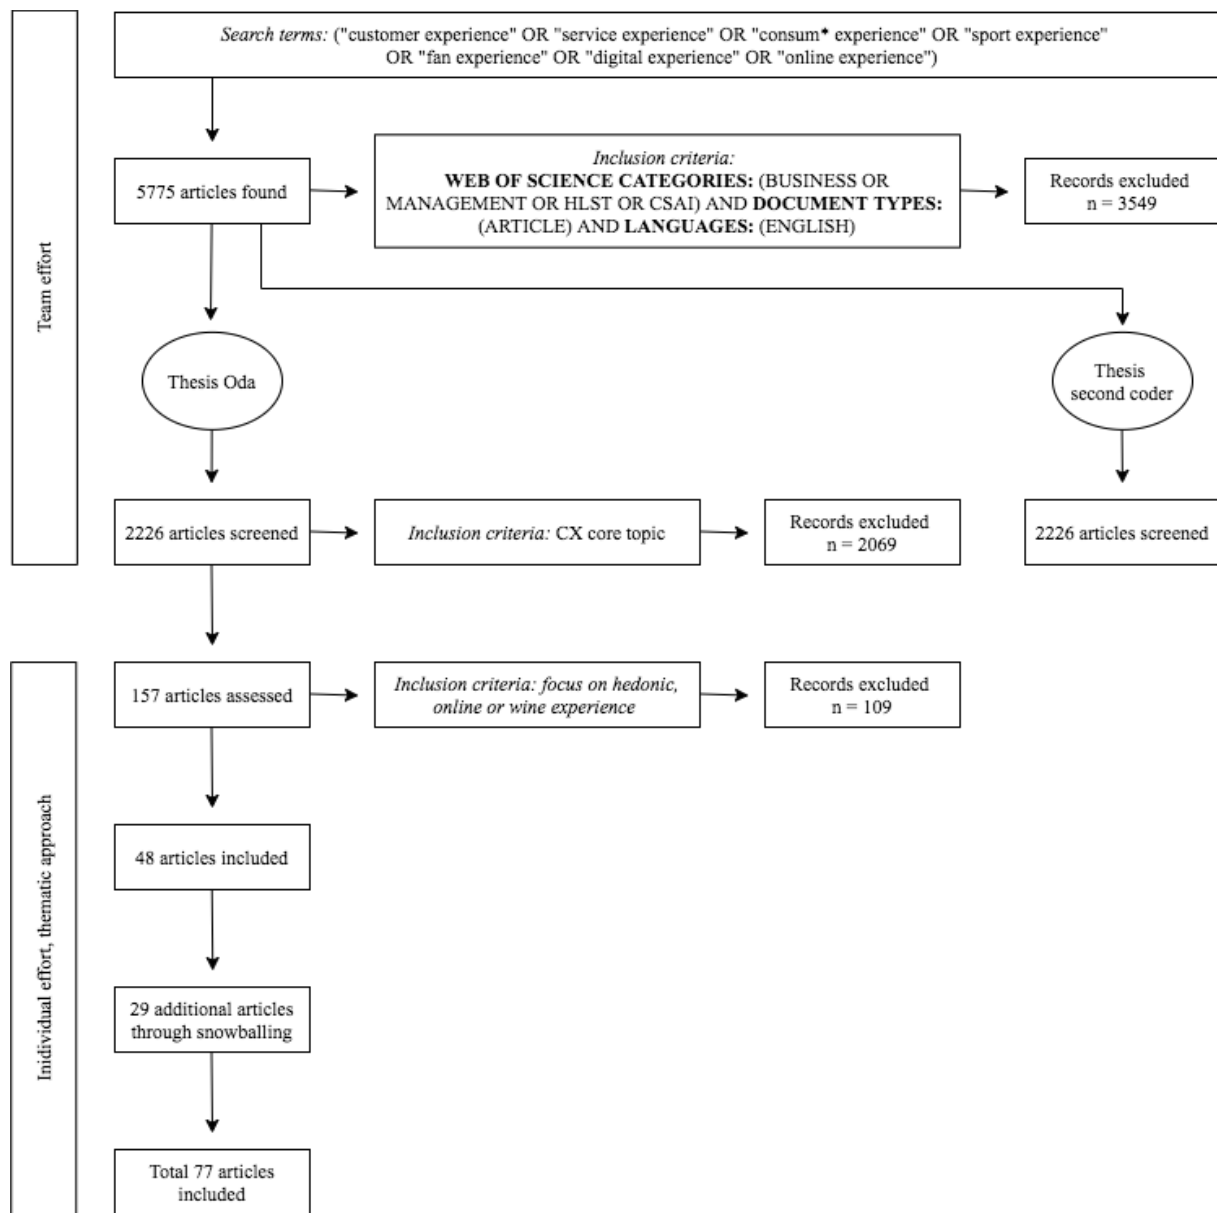 Search terms: ("customer experience" OR "service experience" OR "consum* experience" OR "sport experience"
OR "fan experience" OR "digital experience" OR "online experience")
Team effort
5775 articles found
Inclusion criteria:
WEB OF SCIENCE CATEGORIES: (BUSINESS OR
MANAGEMENT OR HLST OR CSAI) AND DOCUMENT TYPES:
(ARTICLE) AND LANGUAGES: (ENGLISH)
Records excluded
n = 3549
Thesis Oda
Thesis
second coder
2226 articles screened
Inclusion criteria: CX core topic
Records excluded
n = 2069
2226 articles screened
Inidividual effort, thematic approach
157 articles assessed
Inclusion criteria: focus on hedonic,
online or wine experience
Records excluded
n = 109
48 articles included
29 additional articles
through snowballing
Total 77 articles
included